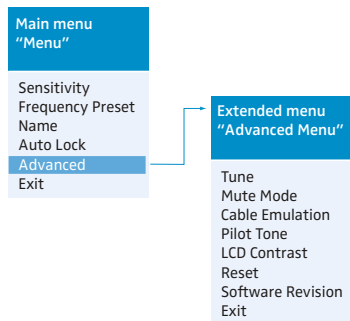 Main menu
“Menu”
Sensitivity
Frequency Preset
Name
Auto Lock
Advanced
Exit
Extended menu
“Advanced Menu”
Tune
Mute Mode
Cable Emulation
Pilot Tone
LCD Contrast
Reset
Software Revision
Exit